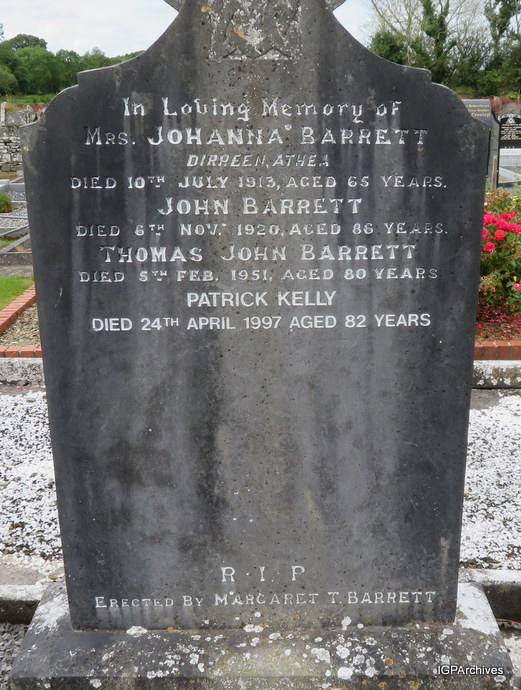 In Loving Memory of
Mrs. JOHANNA BARRETT
DIRREEN, ATHEA
DIED 10TH JULY 1913, AGED 65 YEARS.
JOHN BARRETT
DIED 6TH NOV. 1920, AGED 86 YEARS.
THOMAS JOHN BARRETT
DIED 5TH FEB. 1951, AGED 80 YEARS
PATRICK KELLY
DIED 24TH APRIL 1997 AGED 82 YEARS
R. I. P
ERECTED BY MARGARET T. BARRETT
IGPArchives